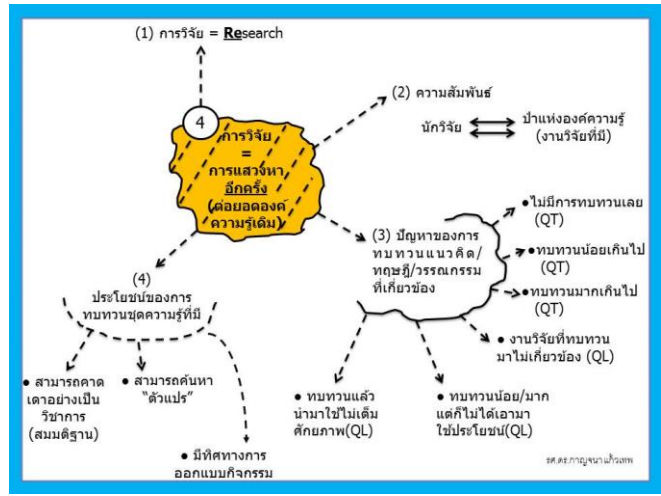 (1) การวิจัย = Research
4
การวิจัย
=
การแสวงหา
อีกครั้ง
(ต่อยอดองค์
ความรู้เดิม)
(2) ความสัมพันธ์
นักวิจัย
ป่าแห่งองค์ความรู้
(งานวิจัยที่มี)
(3) ปัญหาของการ
ทบทวนแนวคิด/
ทฤษฎี/วรรณกรรม
ที่เกี่ยวข้อง
●ไม่มีการทบทวนเลย
(QT)
●ทบทวนน้อยเกินไป
(QT)
●ทบทวนมากเกินไป
(QT)
● งานวิจัยที่ทบทวน
มาไม่เกี่ยวข้อง (QL)
● ทบทวนน้อย/มาก
แต่ก็ไม่ได้เอามา
ใช้ประโยชน์(QL)
● ทบทวนแล้ว
นำมาใช้ไม่เต็ม
ศักยภาพ(QL)
(4)
ประโยชน์ของการ
ทบทวนชุดความรู้ที่มี
● สามารถคาด
เดาอย่างเป็น
วิชาการ
(สมมติฐาน)
● สามารถค้นหา
"ตัวแปร"
● มีทิศทางการ
ออกแบบกิจกรรม
รศ.ดร.กาญจนา แก้วเทพ